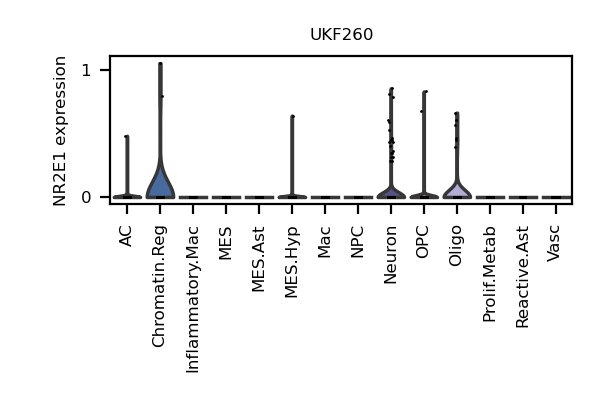 UKF260
NR2E1 expression
1
0
AC
Chromatin.Reg
Inflammatory.Mac
MES
MES.Ast
MES.Hyp
Mac
NPC
Neuron
OPC
Oligo
Prolif.Metab
Reactive.Ast
Vasc